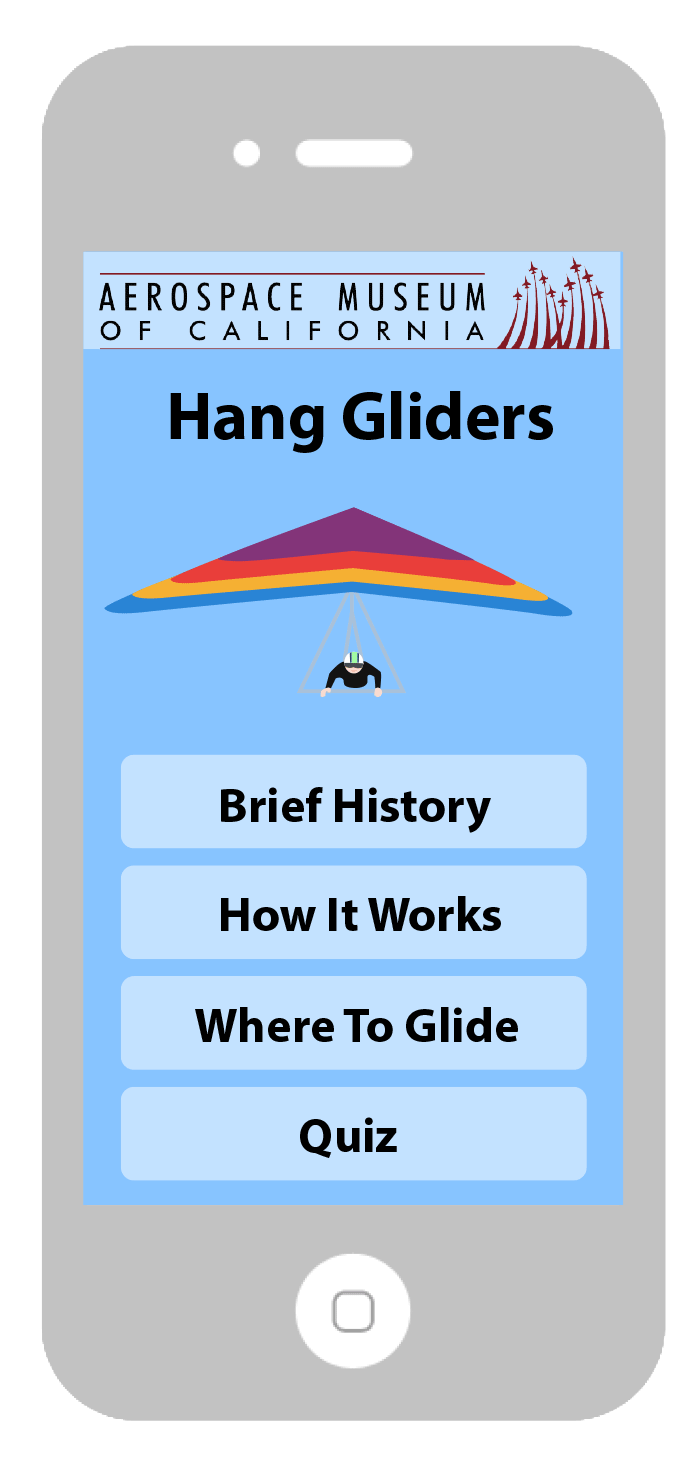 AEROSPACE MUSEUM
OF CALIFORNIA
Hang Gliders
Brief History
How It Works
Where To Glide
Quiz